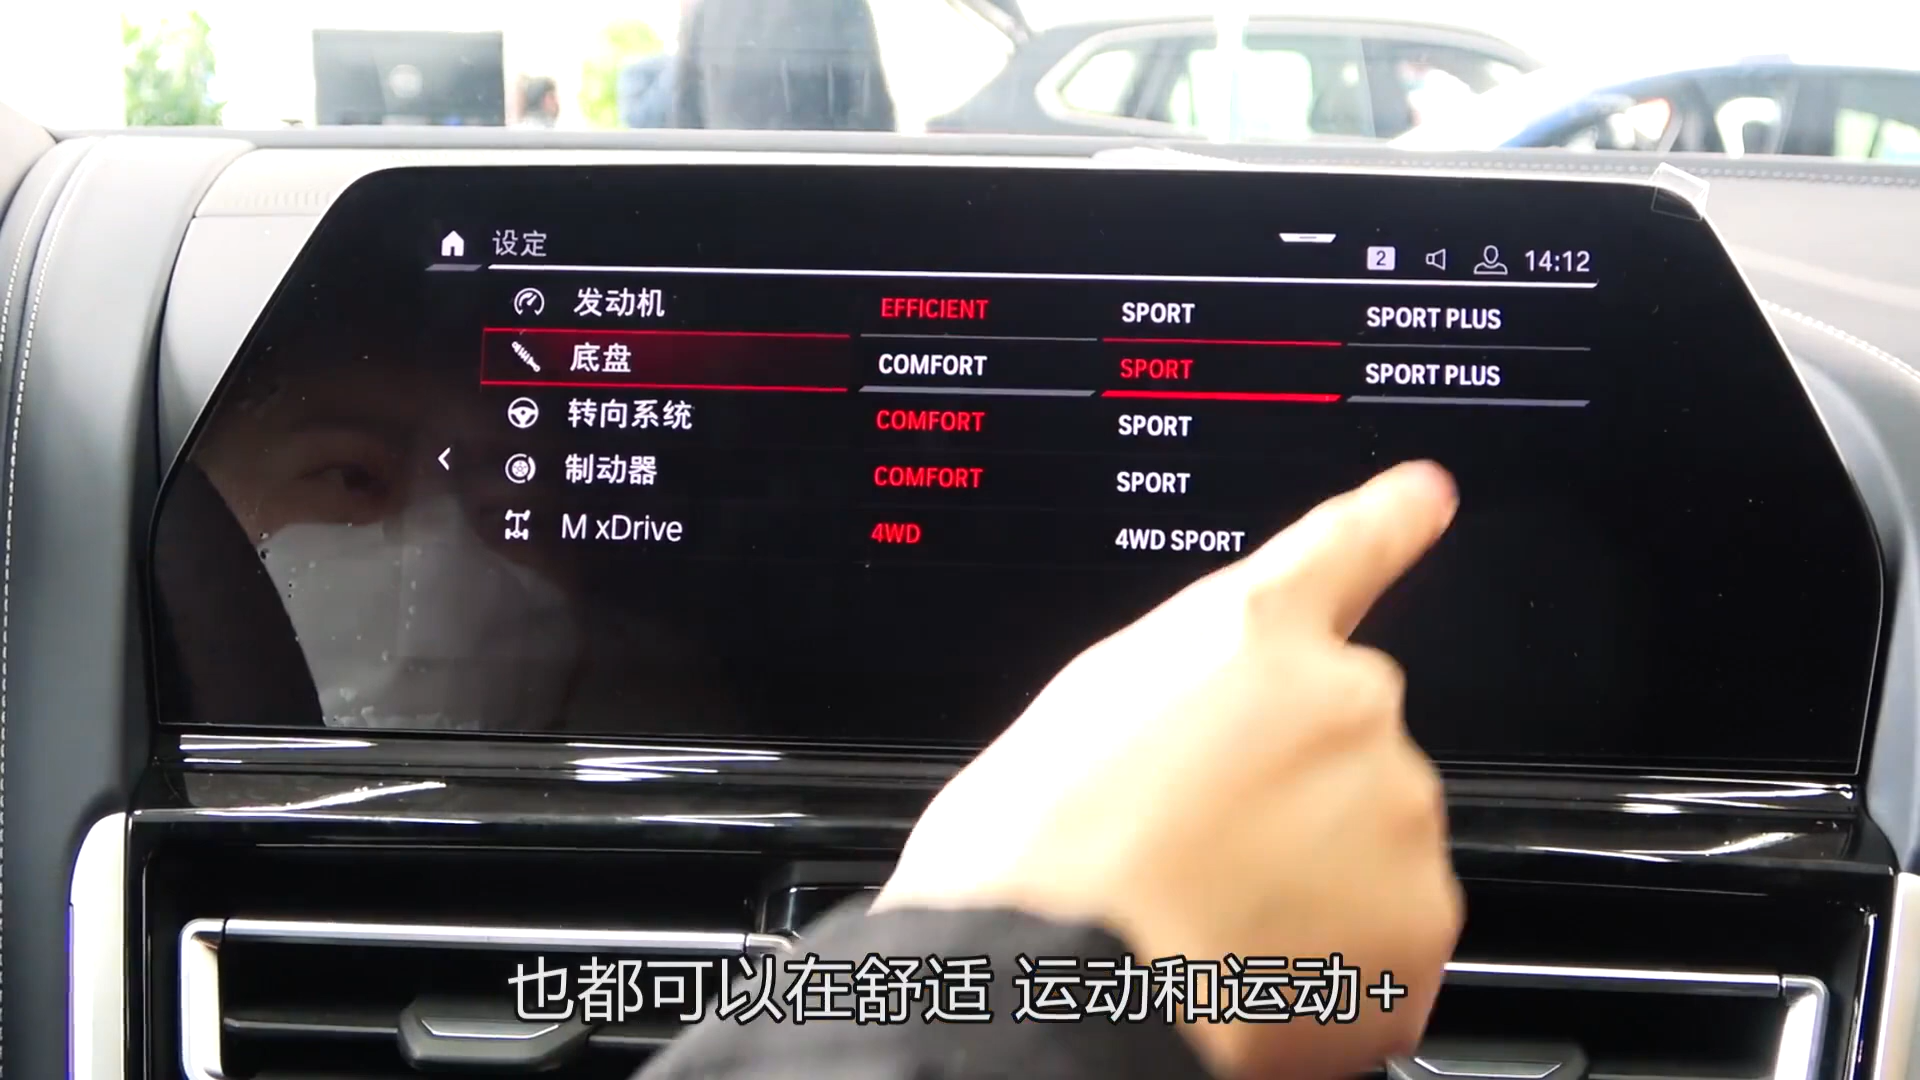 设定
2 14:12
发动机 EFFICIENT SPORT SPORT PLUS
底盘 COMFORT SPORT SPORT PLUS
转向系统 COMFORT SPORT
制动器 COMFORT SPORT
M xDrive 4WD 4WD SPORT
也都可以在舒适 运动和运动+